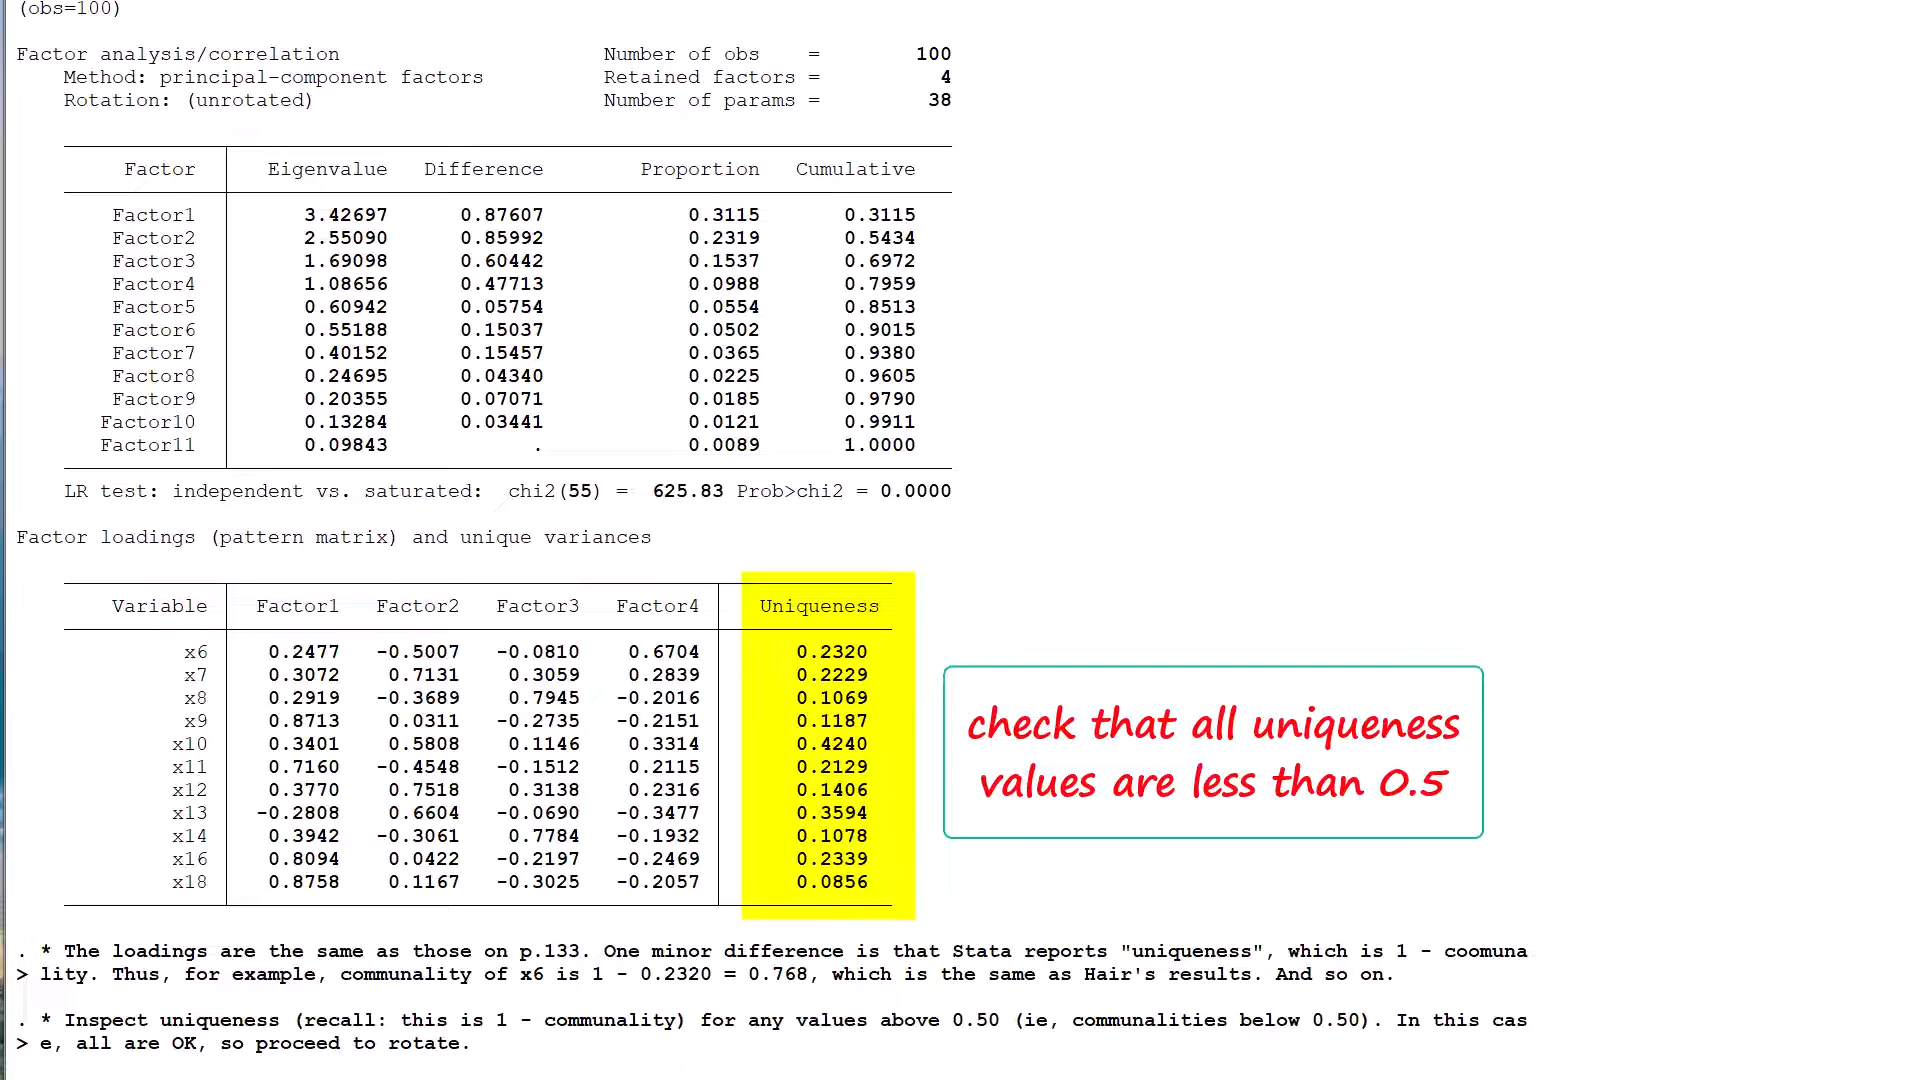 (obs=100)
Factor analysis/correlation Number of obs = 100
Method: principal-component factors Retained factors = 4
Rotation: (unrotated) Number of params = 38
Factor Eigenvalue Difference Proportion Cumulative
Factor1 3.42697 0.87607 0.3115 0.3115
Factor2 2.55090 0.85992 0.2319 0.5434
Factor3 1.69098 0.60442 0.1537 0.6972
Factor4 1.08656 0.47713 0.0988 0.7959
Factor5 0.60942 0.05754 0.0554 0.8513
Factor6 0.55188 0.15037 0.0502 0.9015
Factor7 0.40152 0.15457 0.0365 0.9380
Factor8 0.24695 0.04340 0.0225 0.9605
Factor9 0.20355 0.07071 0.0185 0.9790
Factor10 0.13284 0.03441 0.0121 0.9911
Factor11 0.09843 . 0.0089 1.0000
LR test: independent vs. saturated: chi2(55) = 625.83 Prob>chi2 = 0.0000
Factor loadings (pattern matrix) and unique variances
Variable Factor1 Factor2 Factor3 Factor4 Uniqueness
x6 0.2477 -0.5007 -0.0810 0.6704 0.2320
x7 0.3072 0.7131 0.3059 0.2839 0.2229
x8 0.2919 -0.3689 0.7945 -0.2016 0.1069
x9 0.8713 0.0311 -0.2735 -0.2151 0.1187
x10 0.3401 0.5808 0.1146 0.3314 0.4240
x11 0.7160 -0.4548 -0.1512 0.2115 0.2129
x12 0.3770 0.7518 0.3138 0.2316 0.1406
x13 -0.2808 0.6604 -0.0690 -0.3477 0.3594
x14 0.3942 -0.3061 0.7784 -0.1932 0.1078
x16 0.8094 0.0422 -0.2197 -0.2469 0.2339
x18 0.8758 0.1167 -0.3025 -0.2057 0.0856
check that all uniqueness
values are less than 0.5
. * The loadings are the same as those on p.133. One minor difference is that Stata reports "uniqueness", which is 1 - coomuna
> lity. Thus, for example, communality of x6 is 1 - 0.2320 = 0.768, which is the same as Hair's results. And so on.
. * Inspect uniqueness (recall: this is 1 - communality) for any values above 0.50 (ie, communalities below 0.50). In this cas
> e, all are OK, so proceed to rotate.